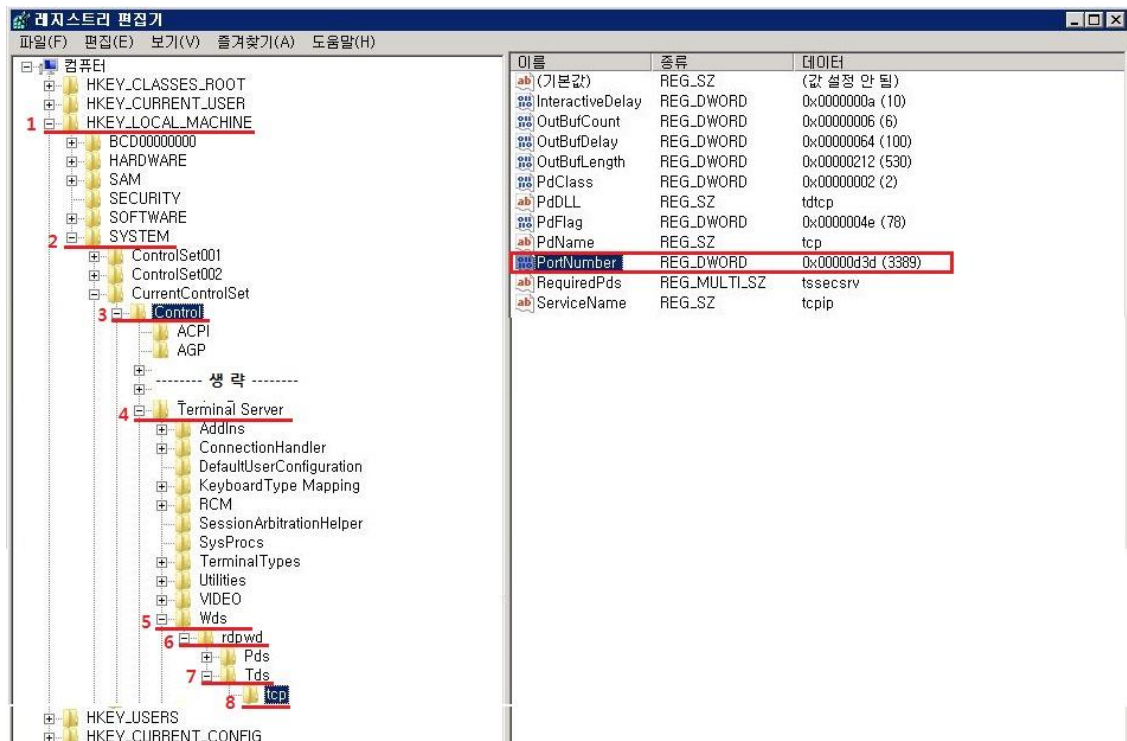 레지스트리 편집기
파일(F) 편집(E) 보기(V) 즐겨찾기(A) 도움말(H)
컴퓨터
HKEY_CLASSES_ROOT
HKEY_CURRENT_USER
1 HKEY_LOCAL_MACHINE
BCD00000000
HARDWARE
SAM
SECURITY
SOFTWARE
2 SYSTEM
ControlSet001
ControlSet002
CurrentControlSet
3 Control
ACPI
AGP
-------- 생 략 --------
4 Terminal Server
AddIns
ConnectionHandler
DefaultUserConfiguration
KeyboardType Mapping
RCM
SessionArbitrationHelper
SysProcs
TerminalTypes
Utilities
VIDEO
5 Wds
6 rdpwd
Pds
7 Tds
8 tcp
HKEY_USERS
HKEY_CURRENT_CONFIG
이름 종류 데이터
(기본값) REG_SZ (값 설정 안 됨)
InteractiveDelay REG_DWORD 0x0000000a (10)
OutBufCount REG_DWORD 0x00000006 (6)
OutBufDelay REG_DWORD 0x00000064 (100)
OutBufLength REG_DWORD 0x00000212 (530)
PdClass REG_DWORD 0x00000002 (2)
PdDLL REG_SZ tdtcp
PdFlag REG_DWORD 0x0000004e (78)
PdName REG_SZ tcp
PortNumber REG_DWORD 0x00000d3d (3389)
RequiredPds REG_MULTI_SZ tssecsrv
ServiceName REG_SZ tcpip